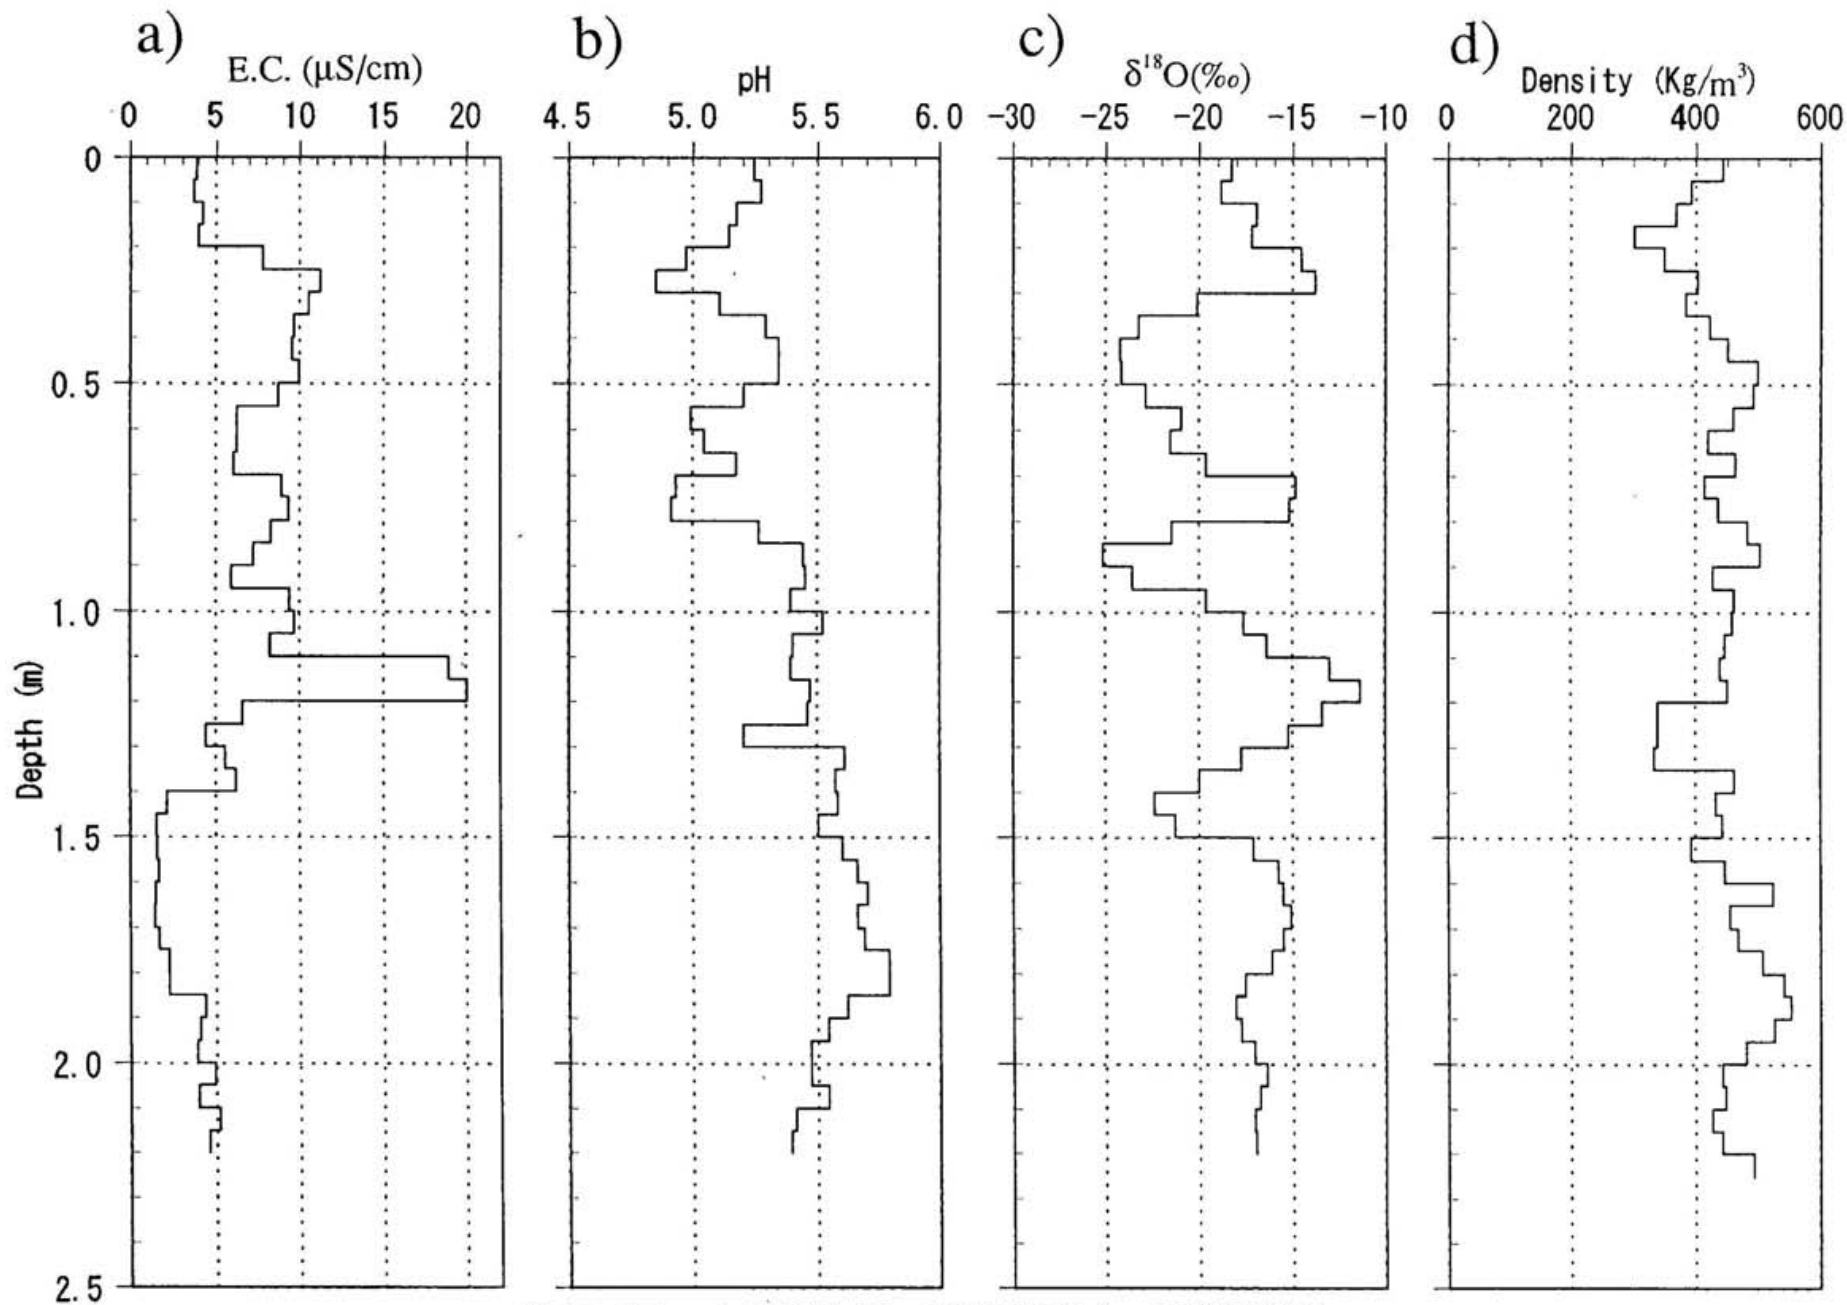 a)
E.C. (μS/cm)
0 5 10 15 20
b)
pH
4.5 5.0 5.5 6.0
c)
δ¹⁸O(‰)
-30 -25 -20 -15 -10
d)
Density (Kg/m³)
0 200 400 600
Depth (m)
0
0.5
1.0
1.5
2.0
2.5